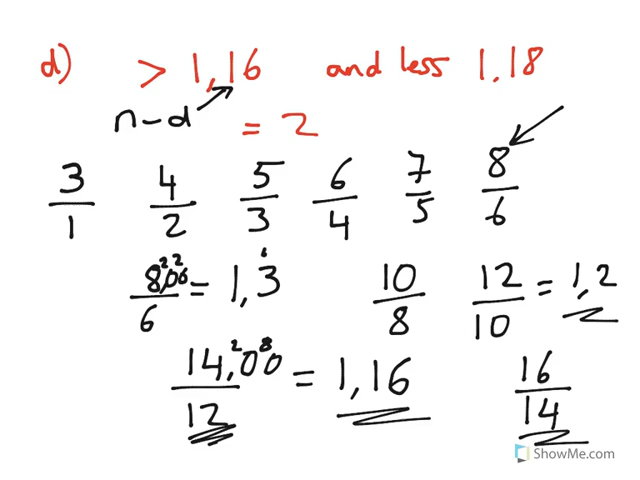 d) > 1,16 and less 1,18
n-d = 2
3/1 4/2 5/3 6/4 7/5 8/6
8,00/6 = 1,3 10/8 12/10 = 1,2
14,00/12 = 1,16 16/14
ShowMe.com